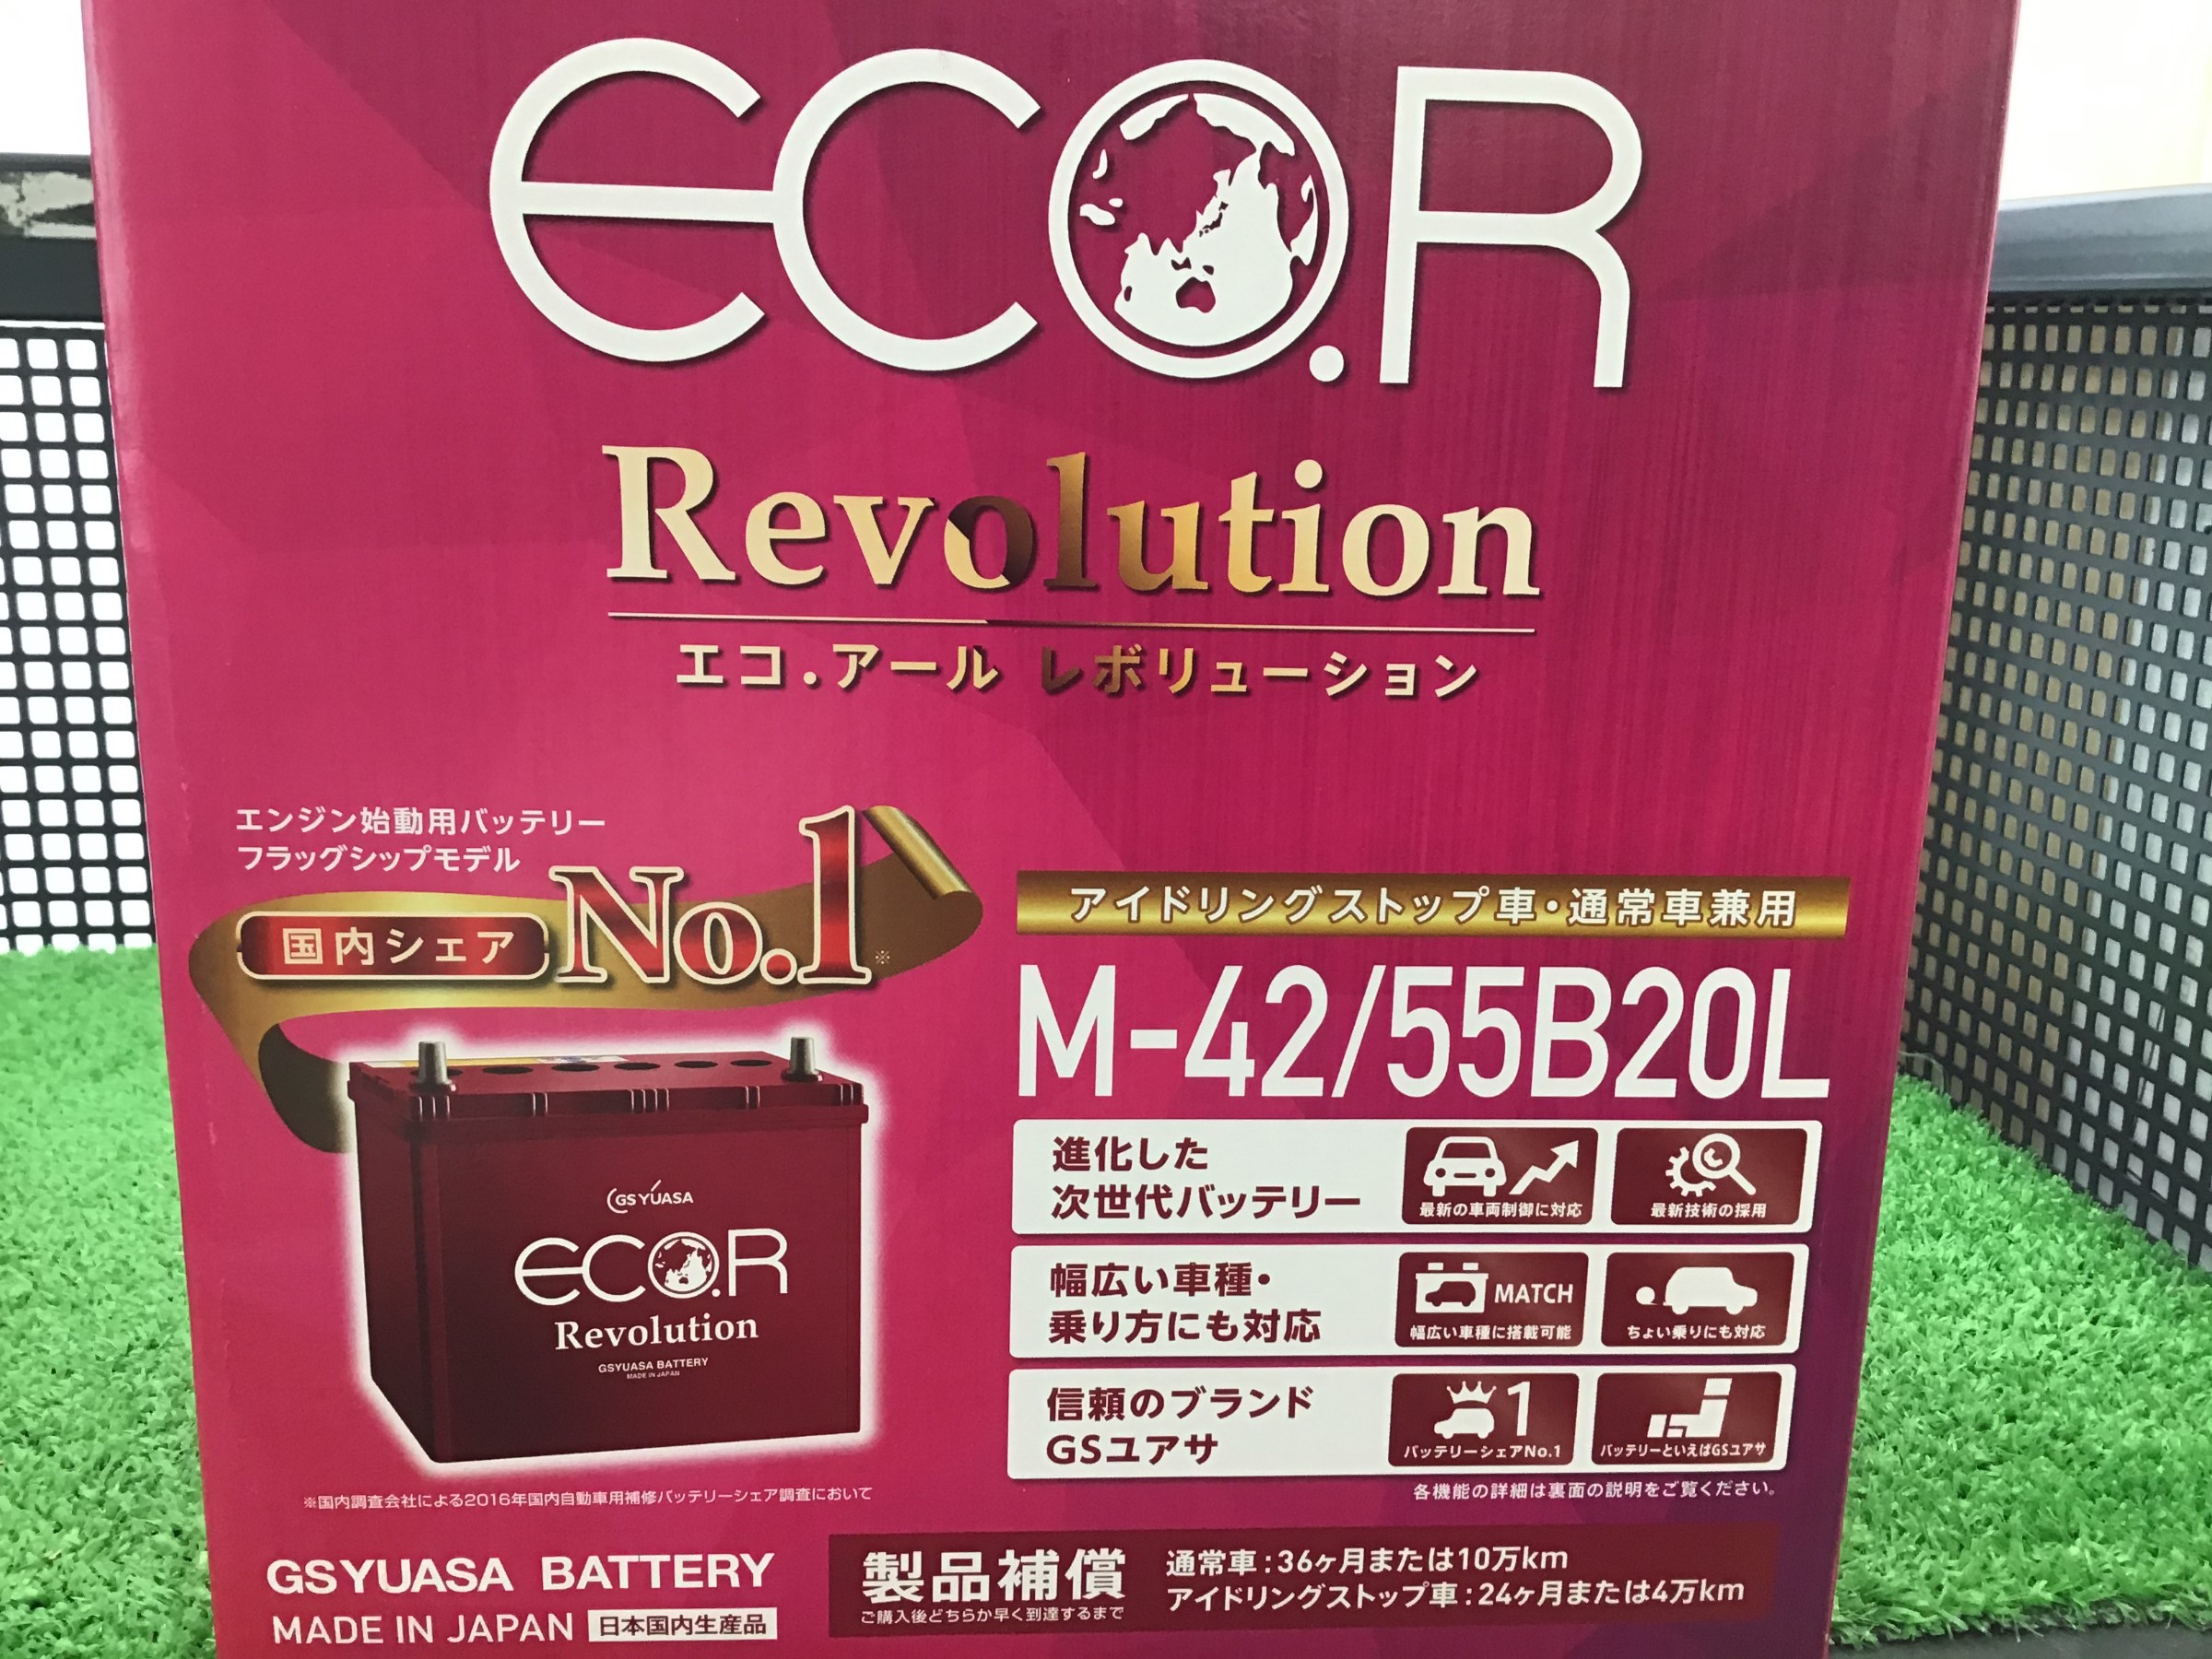 eco.R
Revolution
エコ.アール レボリューション
エンジン始動用バッテリー
フラッグシップモデル
国内シェア No.1※
アイドリングストップ車・通常車兼用
M-42/55B20L
進化した
次世代バッテリー
最新の車両制御に対応
最新技術の採用
幅広い車種・
乗り方にも対応
MATCH
幅広い車種に搭載可能
ちょい乗りにも対応
信頼のブランド
GSユアサ
1
バッテリーシェアNo.1
バッテリーといえばGSユアサ
各機能の詳細は裏面の説明をご覧ください。
GS YUASA
eco.R
Revolution
GSYUASA BATTERY
MADE IN JAPAN
※国内調査会社による2016年国内自動車用補修バッテリーシェア調査において
GSYUASA BATTERY
MADE IN JAPAN 日本国内生産品
製品補償
ご購入後どちらか早く到達するまで
通常車:36ヶ月または10万km
アイドリングストップ車:24ヶ月または4万km